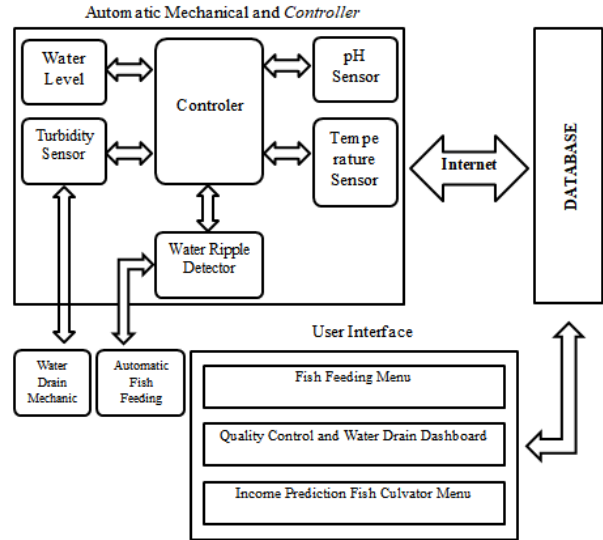 Automatic Mechanical and Controller
Water
Level
Controler
pH
Sensor
Turbidity
Sensor
Tempe
rature
Sensor
Water Ripple
Detector
Internet
DATABASE
Water
Drain
Mechanic
Automatic
Fish
Feeding
User Interface
Fish Feeding Menu
Quality Control and Water Drain Dashboard
Income Prediction Fish Culvator Menu